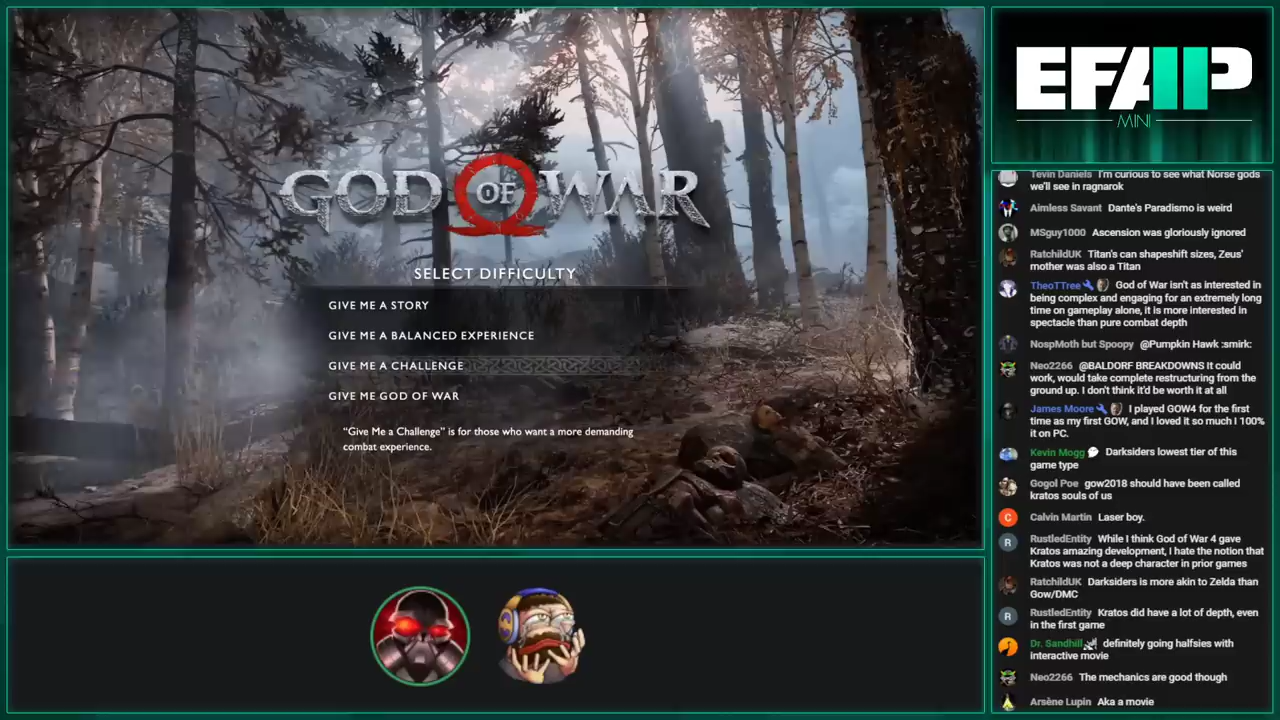 GOD OF WAR
SELECT DIFFICULTY
GIVE ME A STORY
GIVE ME A BALANCED EXPERIENCE
GIVE ME A CHALLENGE
GIVE ME GOD OF WAR
“Give Me a Challenge” is for those who want a more demanding
combat experience.
EFAP
MINI
Tevin Daniels I'm curious to see what Norse gods
we'll see in ragnarok
Aimless Savant Dante's Paradismo is weird
MSguy1000 Ascension was gloriously ignored
RatchildUK Titan's can shapeshift sizes, Zeus'
mother was also a Titan
TheoTTree God of War isn't as interested in
being complex and engaging for an extremely long
time on gameplay alone, it is more interested in
spectacle than pure combat depth
NospMoth but Spoopy @Pumpkin Hawk :smirk:
Neo2266 @BALDORF BREAKDOWNS It could
work, would take complete restructuring from the
ground up. I don't think it'd be worth it at all
James Moore I played GOW4 for the first
time as my first GOW, and I loved it so much I 100%
it on PC.
Kevin Mogg Darksiders lowest tier of this
game type
Gogol Poe gow2018 should have been called
kratos souls of us
C
Calvin Martin Laser boy.
R
RustledEntity While I think God of War 4 gave
Kratos amazing development, I hate the notion that
Kratos was not a deep character in prior games
RatchildUK Darksiders is more akin to Zelda than
Gow/DMC
R
RustledEntity Kratos did have a lot of depth, even
in the first game
Dr. Sandhill definitely going halfsies with
interactive movie
Neo2266 The mechanics are good though
Arsène Lupin Aka a movie